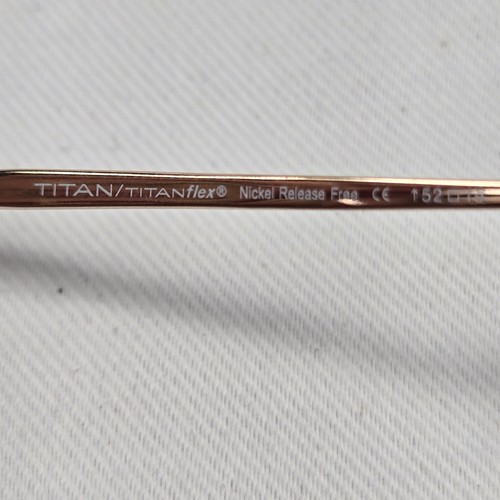 TITAN/TITANflex® Nickel Release Free CE ↑52□